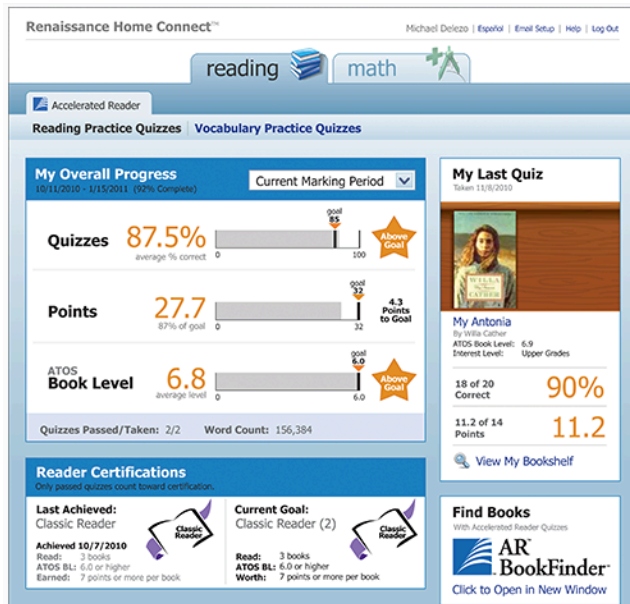 Renaissance Home Connect™
Michael Delezo | Español | Email Setup | Help | Log Out
reading
math
Accelerated Reader
Reading Practice Quizzes | Vocabulary Practice Quizzes
My Overall Progress
10/11/2010 - 1/15/2011 (92% Complete)
Current Marking Period
Quizzes
87.5%
average % correct
goal
85
0
100
Above
Goal
Points
27.7
87% of goal
goal
32
0
32
4.3
Points
to Goal
ATOS
Book Level
6.8
average level
goal
6.0
0
6.0
Above
Goal
Quizzes Passed/Taken: 2/2 Word Count: 156,384
Reader Certifications
Only passed quizzes count toward certification.
Last Achieved:
Classic Reader
Classic
Reader
Achieved 10/7/2010
Read: 3 books
ATOS BL: 6.0 or higher
Earned: 7 points or more per book
Current Goal:
Classic Reader (2)
Classic
Reader
Read: 3 books
ATOS BL: 6.0 or higher
Worth: 7 points or more per book
My Last Quiz
Taken 11/8/2010
WILLA
CATHER
My Antonia
By Willa Cather
ATOS Book Level: 6.9
Interest Level: Upper Grades
18 of 20
Correct
90%
11.2 of 14
Points
11.2
View My Bookshelf
Find Books
With Accelerated Reader Quizzes
AR
BookFinder™
Click to Open in New Window